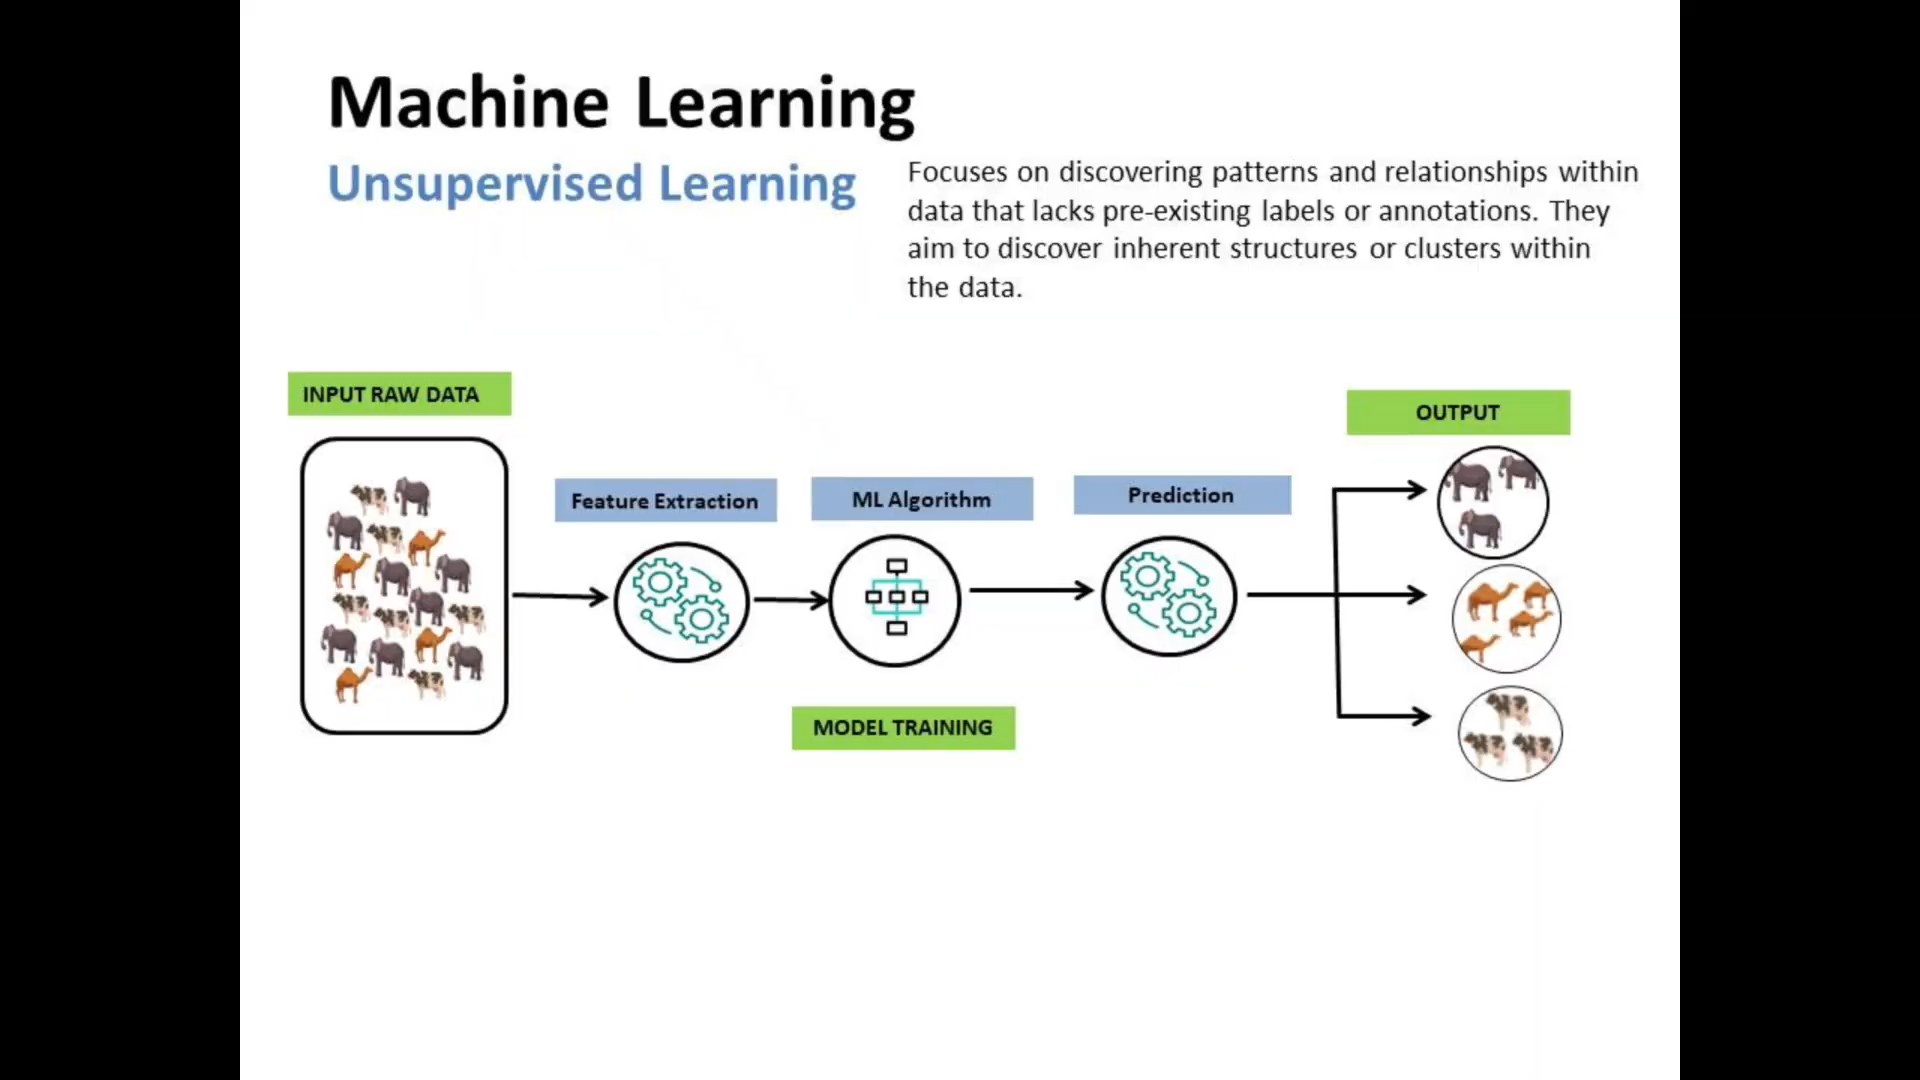 Machine Learning
Unsupervised Learning
Focuses on discovering patterns and relationships within
data that lacks pre-existing labels or annotations. They
aim to discover inherent structures or clusters within
the data.
INPUT RAW DATA
OUTPUT
Feature Extraction
ML Algorithm
Prediction
MODEL TRAINING